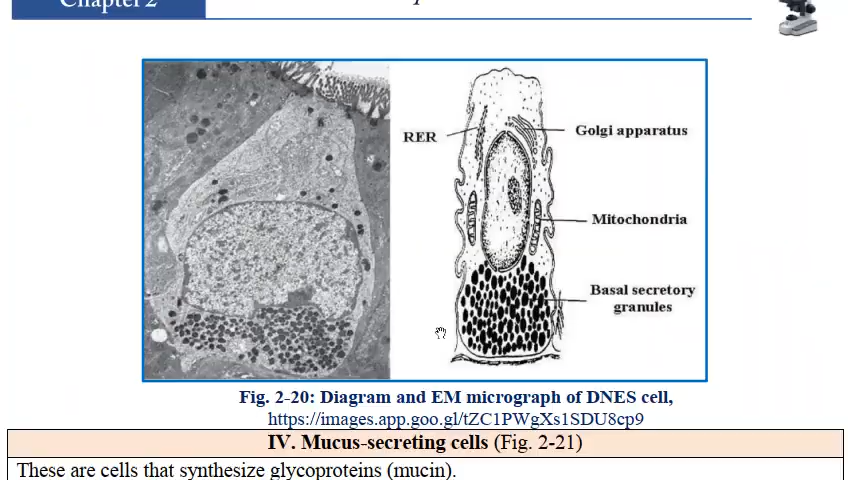 Chapter 2
RER
Golgi apparatus
Mitochondria
Basal secretory
granules
Fig. 2-20: Diagram and EM micrograph of DNES cell,
https://images.app.goo.gl/tZC1PWgXs1SDU8cp9
IV. Mucus-secreting cells (Fig. 2-21)
These are cells that synthesize glycoproteins (mucin).